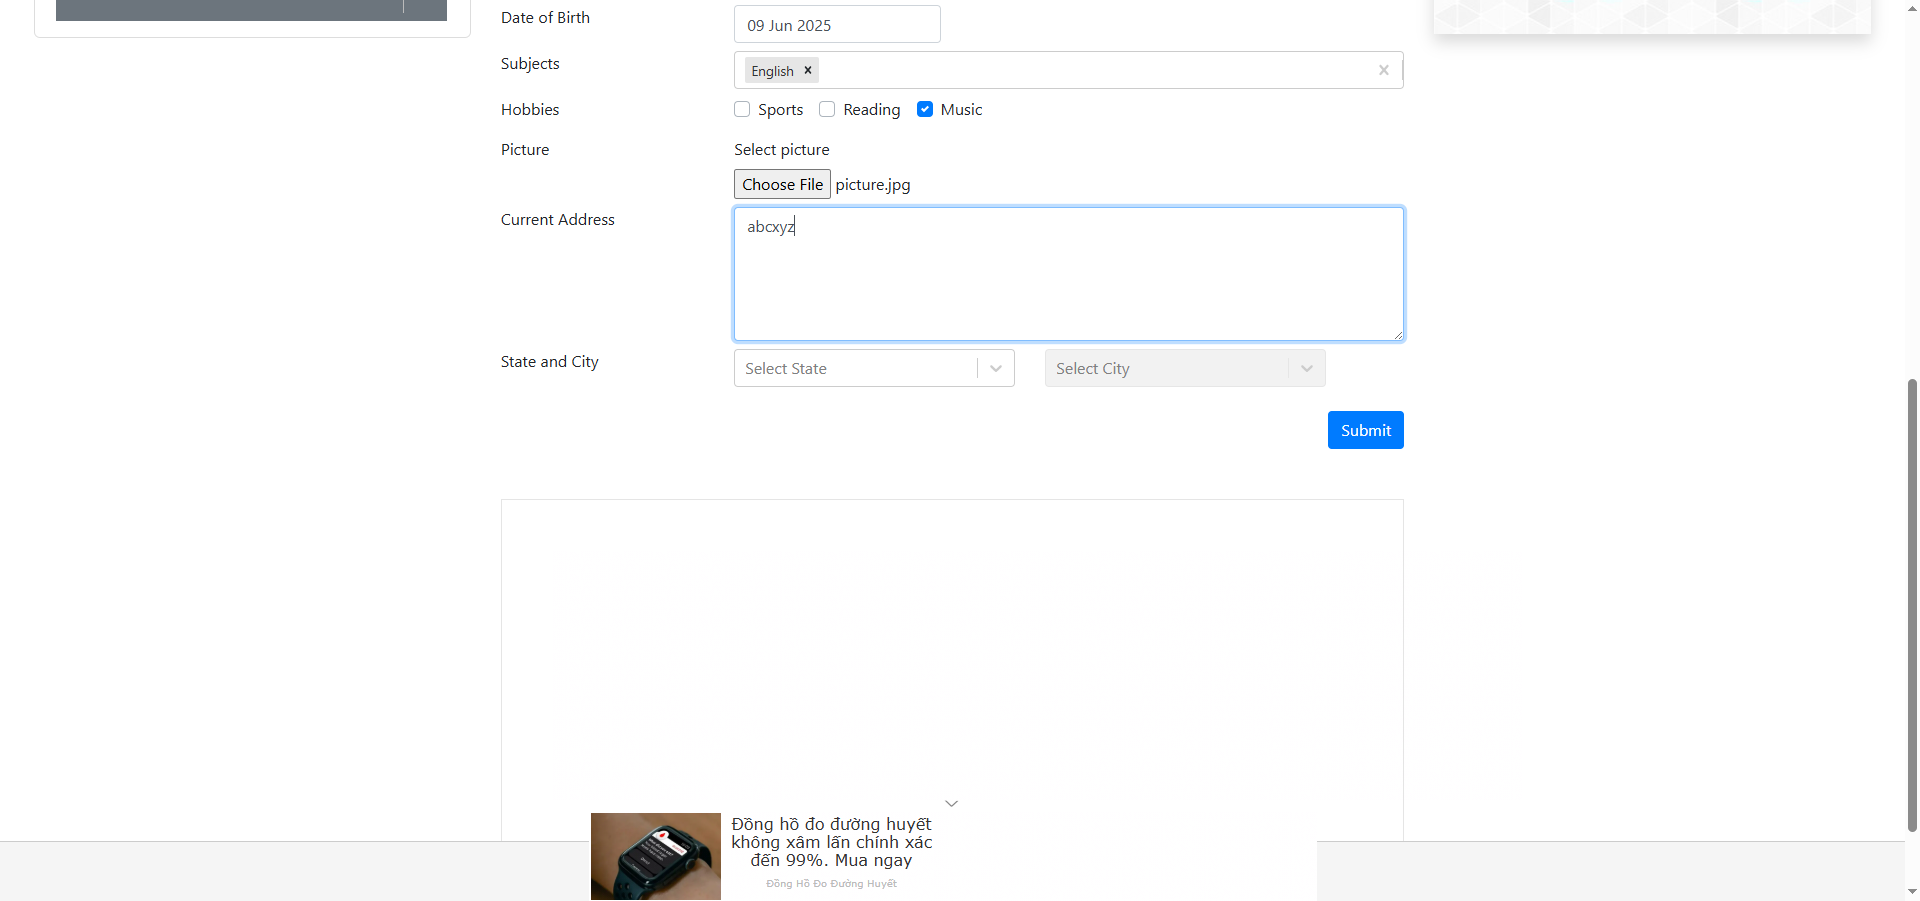 Date of Birth
09 Jun 2025
Subjects
English
Hobbies
Sports
Reading
Music
Picture
Select picture
Choose File picture.jpg
Current Address
abcxyz
State and City
Select State
Select City
Submit
Đồng hồ đo đường huyết
không xâm lấn chính xác
đến 99%. Mua ngay
Đồng Hồ Đo Đường Huyết